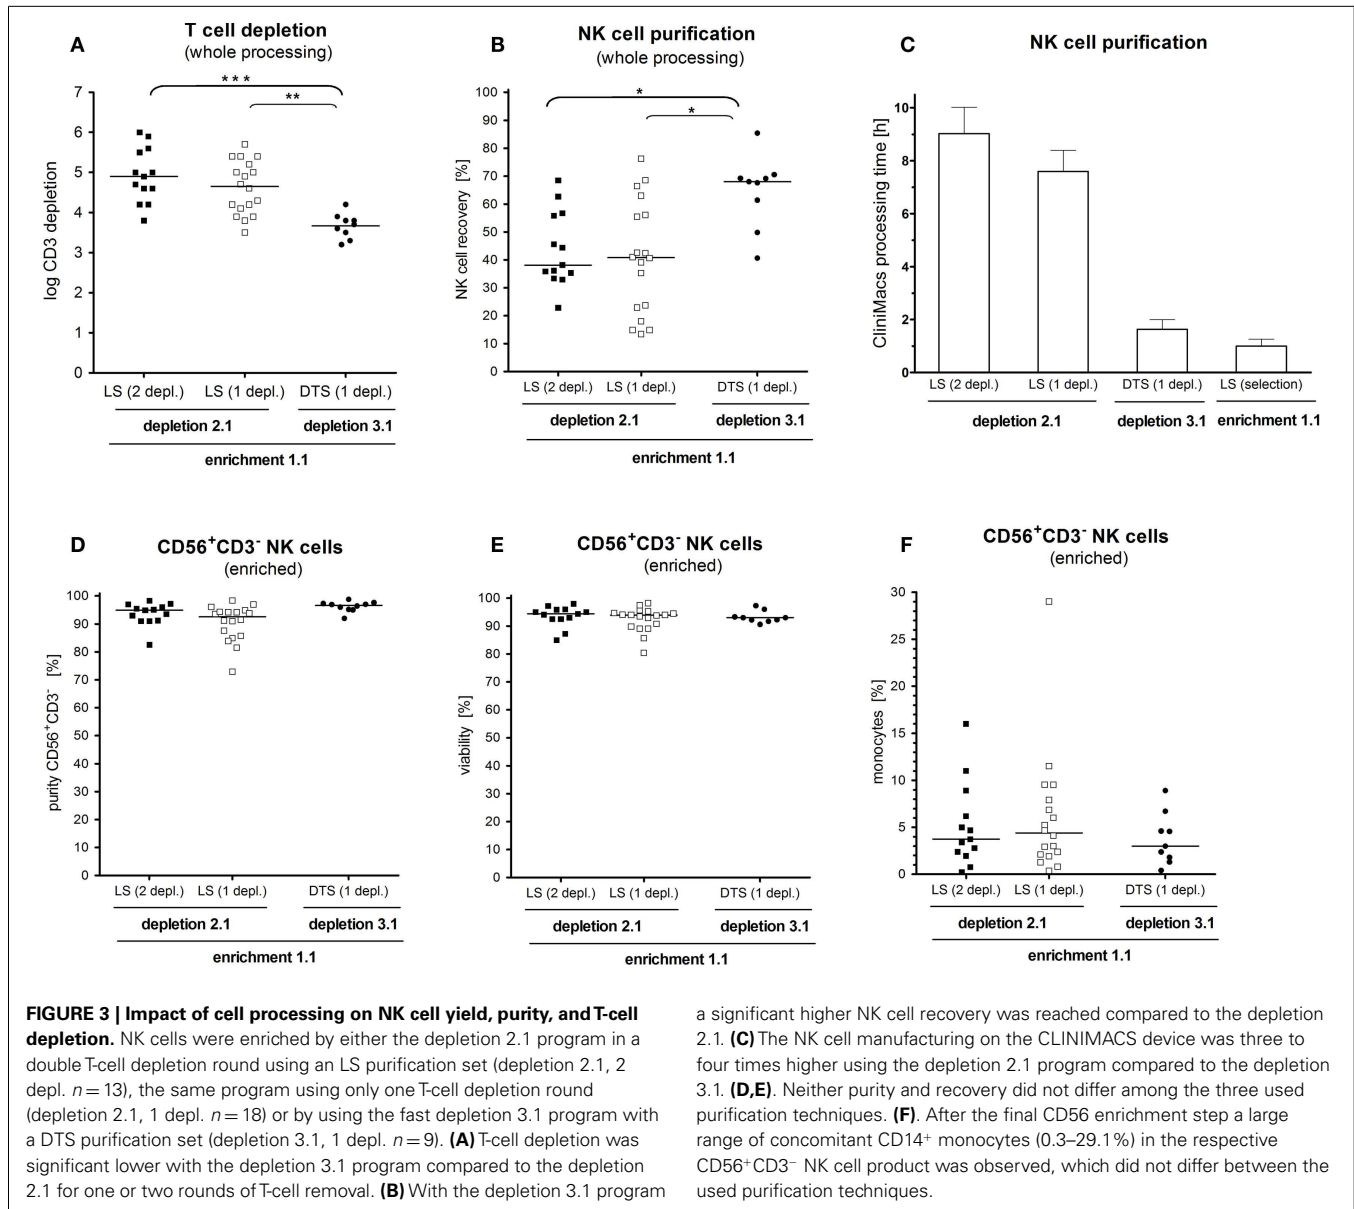 A
T cell depletion
(whole processing)
***
**
7
6
5
4
3
2
1
0
log CD3 depletion
LS (2 depl.)
LS (1 depl.)
DTS (1 depl.)
depletion 2.1
depletion 3.1
enrichment 1.1
B
NK cell purification
(whole processing)
*
*
100
90
80
70
60
50
40
30
20
10
0
NK cell recovery [%]
LS (2 depl.)
LS (1 depl.)
DTS (1 depl.)
depletion 2.1
depletion 3.1
enrichment 1.1
C
NK cell purification
10
8
6
4
2
0
CliniMacs processing time [h]
LS (2 depl.)
LS (1 depl.)
DTS (1 depl.)
LS (selection)
depletion 2.1
depletion 3.1
enrichment 1.1
D
CD56+CD3- NK cells
(enriched)
100
90
80
70
60
50
40
30
20
10
0
purity CD56+CD3- [%]
LS (2 depl.)
LS (1 depl.)
DTS (1 depl.)
depletion 2.1
depletion 3.1
enrichment 1.1
E
CD56+CD3- NK cells
(enriched)
100
90
80
70
60
50
40
30
20
10
0
viability [%]
LS (2 depl.)
LS (1 depl.)
DTS (1 depl.)
depletion 2.1
depletion 3.1
enrichment 1.1
F
CD56+CD3- NK cells
(enriched)
30
25
20
15
10
5
0
monocytes [%]
LS (2 depl.)
LS (1 depl.)
DTS (1 depl.)
depletion 2.1
depletion 3.1
enrichment 1.1
FIGURE 3 | Impact of cell processing on NK cell yield, purity, and T-cell
depletion. NK cells were enriched by either the depletion 2.1 program in a
double T-cell depletion round using an LS purification set (depletion 2.1, 2
depl. n = 13), the same program using only one T-cell depletion round
(depletion 2.1, 1 depl. n = 18) or by using the fast depletion 3.1 program with
a DTS purification set (depletion 3.1, 1 depl. n = 9). (A) T-cell depletion was
significant lower with the depletion 3.1 program compared to the depletion
2.1 for one or two rounds of T-cell removal. (B) With the depletion 3.1 program
a significant higher NK cell recovery was reached compared to the depletion
2.1. (C) The NK cell manufacturing on the CLINIMACS device was three to
four times higher using the depletion 2.1 program compared to the depletion
3.1. (D,E). Neither purity and recovery did not differ among the three used
purification techniques. (F). After the final CD56 enrichment step a large
range of concomitant CD14+ monocytes (0.3–29.1%) in the respective
CD56+CD3− NK cell product was observed, which did not differ between the
used purification techniques.